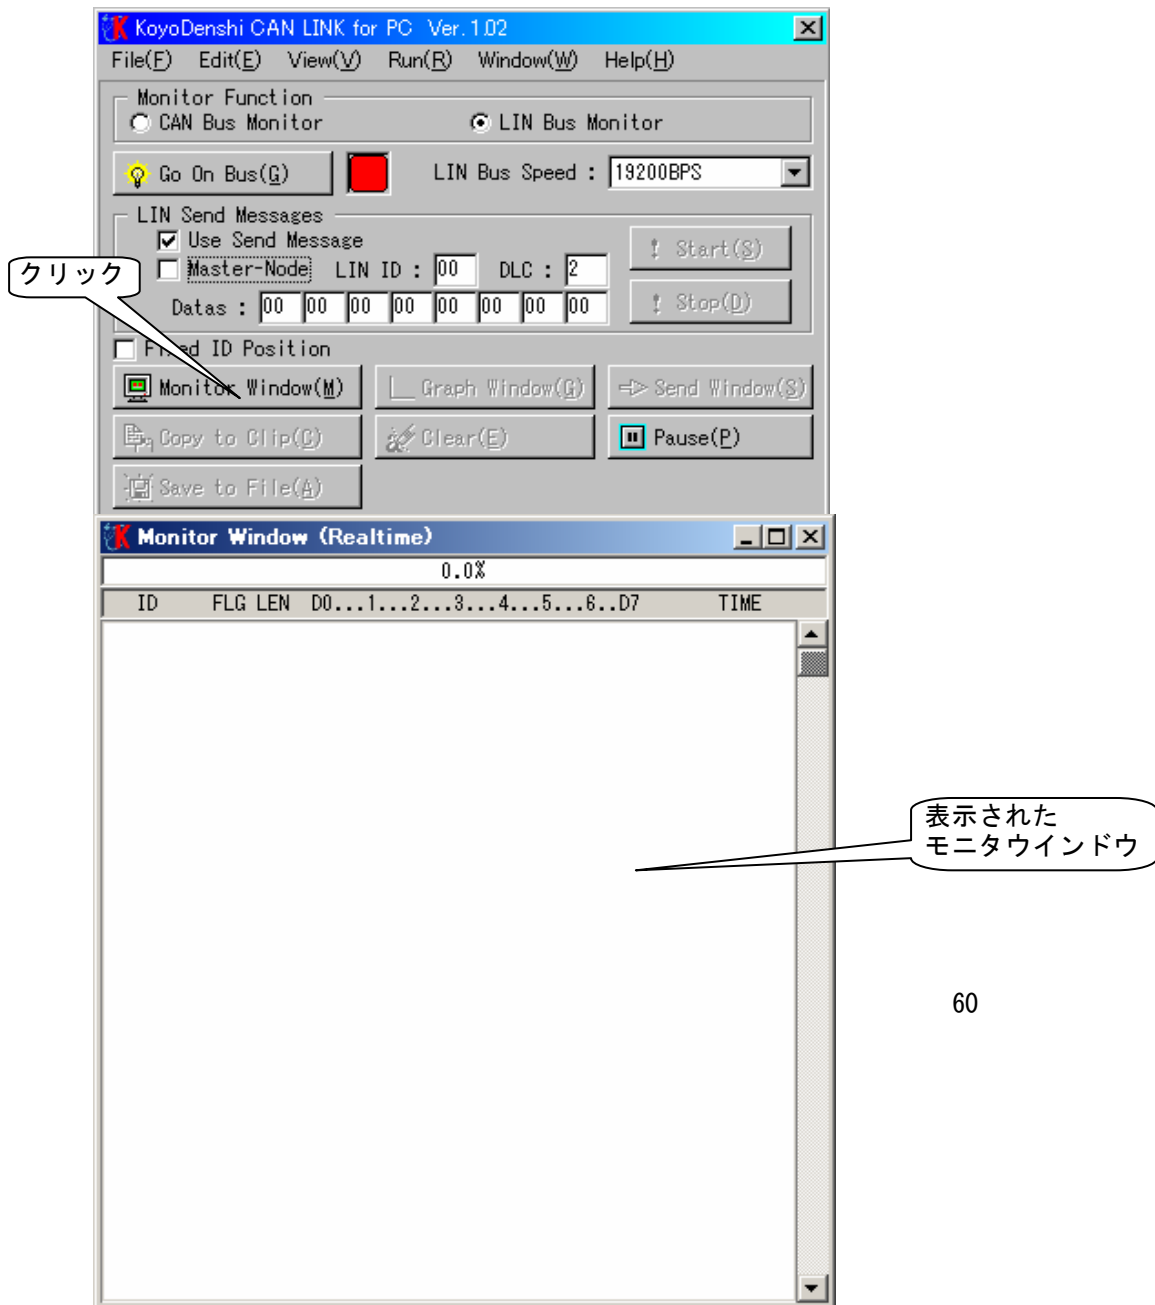 KoyoDenshi CAN LINK for PC Ver.1.02
File(F) Edit(E) View(V) Run(R) Window(W) Help(H)
Monitor Function
CAN Bus Monitor LIN Bus Monitor
Go On Bus(G) LIN Bus Speed : 19200BPS
LIN Send Messages
Use Send Message
Start(S)
クリック
Master-Node LIN ID : 00 DLC : 2
Datas : 00 00 00 00 00 00 00 00
Stop(D)
Fixed ID Position
Monitor Window(M) Graph Window(G) Send Window(S)
Copy to Clip(C) Clear(E) Pause(P)
Save to File(A)
Monitor Window (Realtime)
0.0%
ID FLG LEN D0...1...2...3...4...5...6..D7 TIME
表示された
モニタウインドウ
60